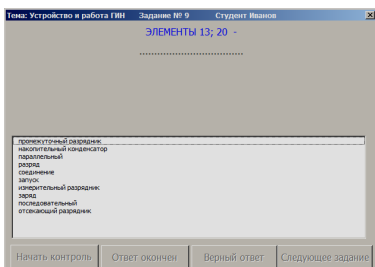 Тема: Устройство и работа ГИН Задание № 9 Студент Иванов
ЭЛЕМЕНТЫ 13; 20 -
................................
промежуточный разрядник
накопительный конденсатор
параллельный
разряд
соединение
запуск
измерительный разрядник
заряд
последовательный
отсекающий разрядник
Начать контроль Ответ окончен Верный ответ Следующее задание